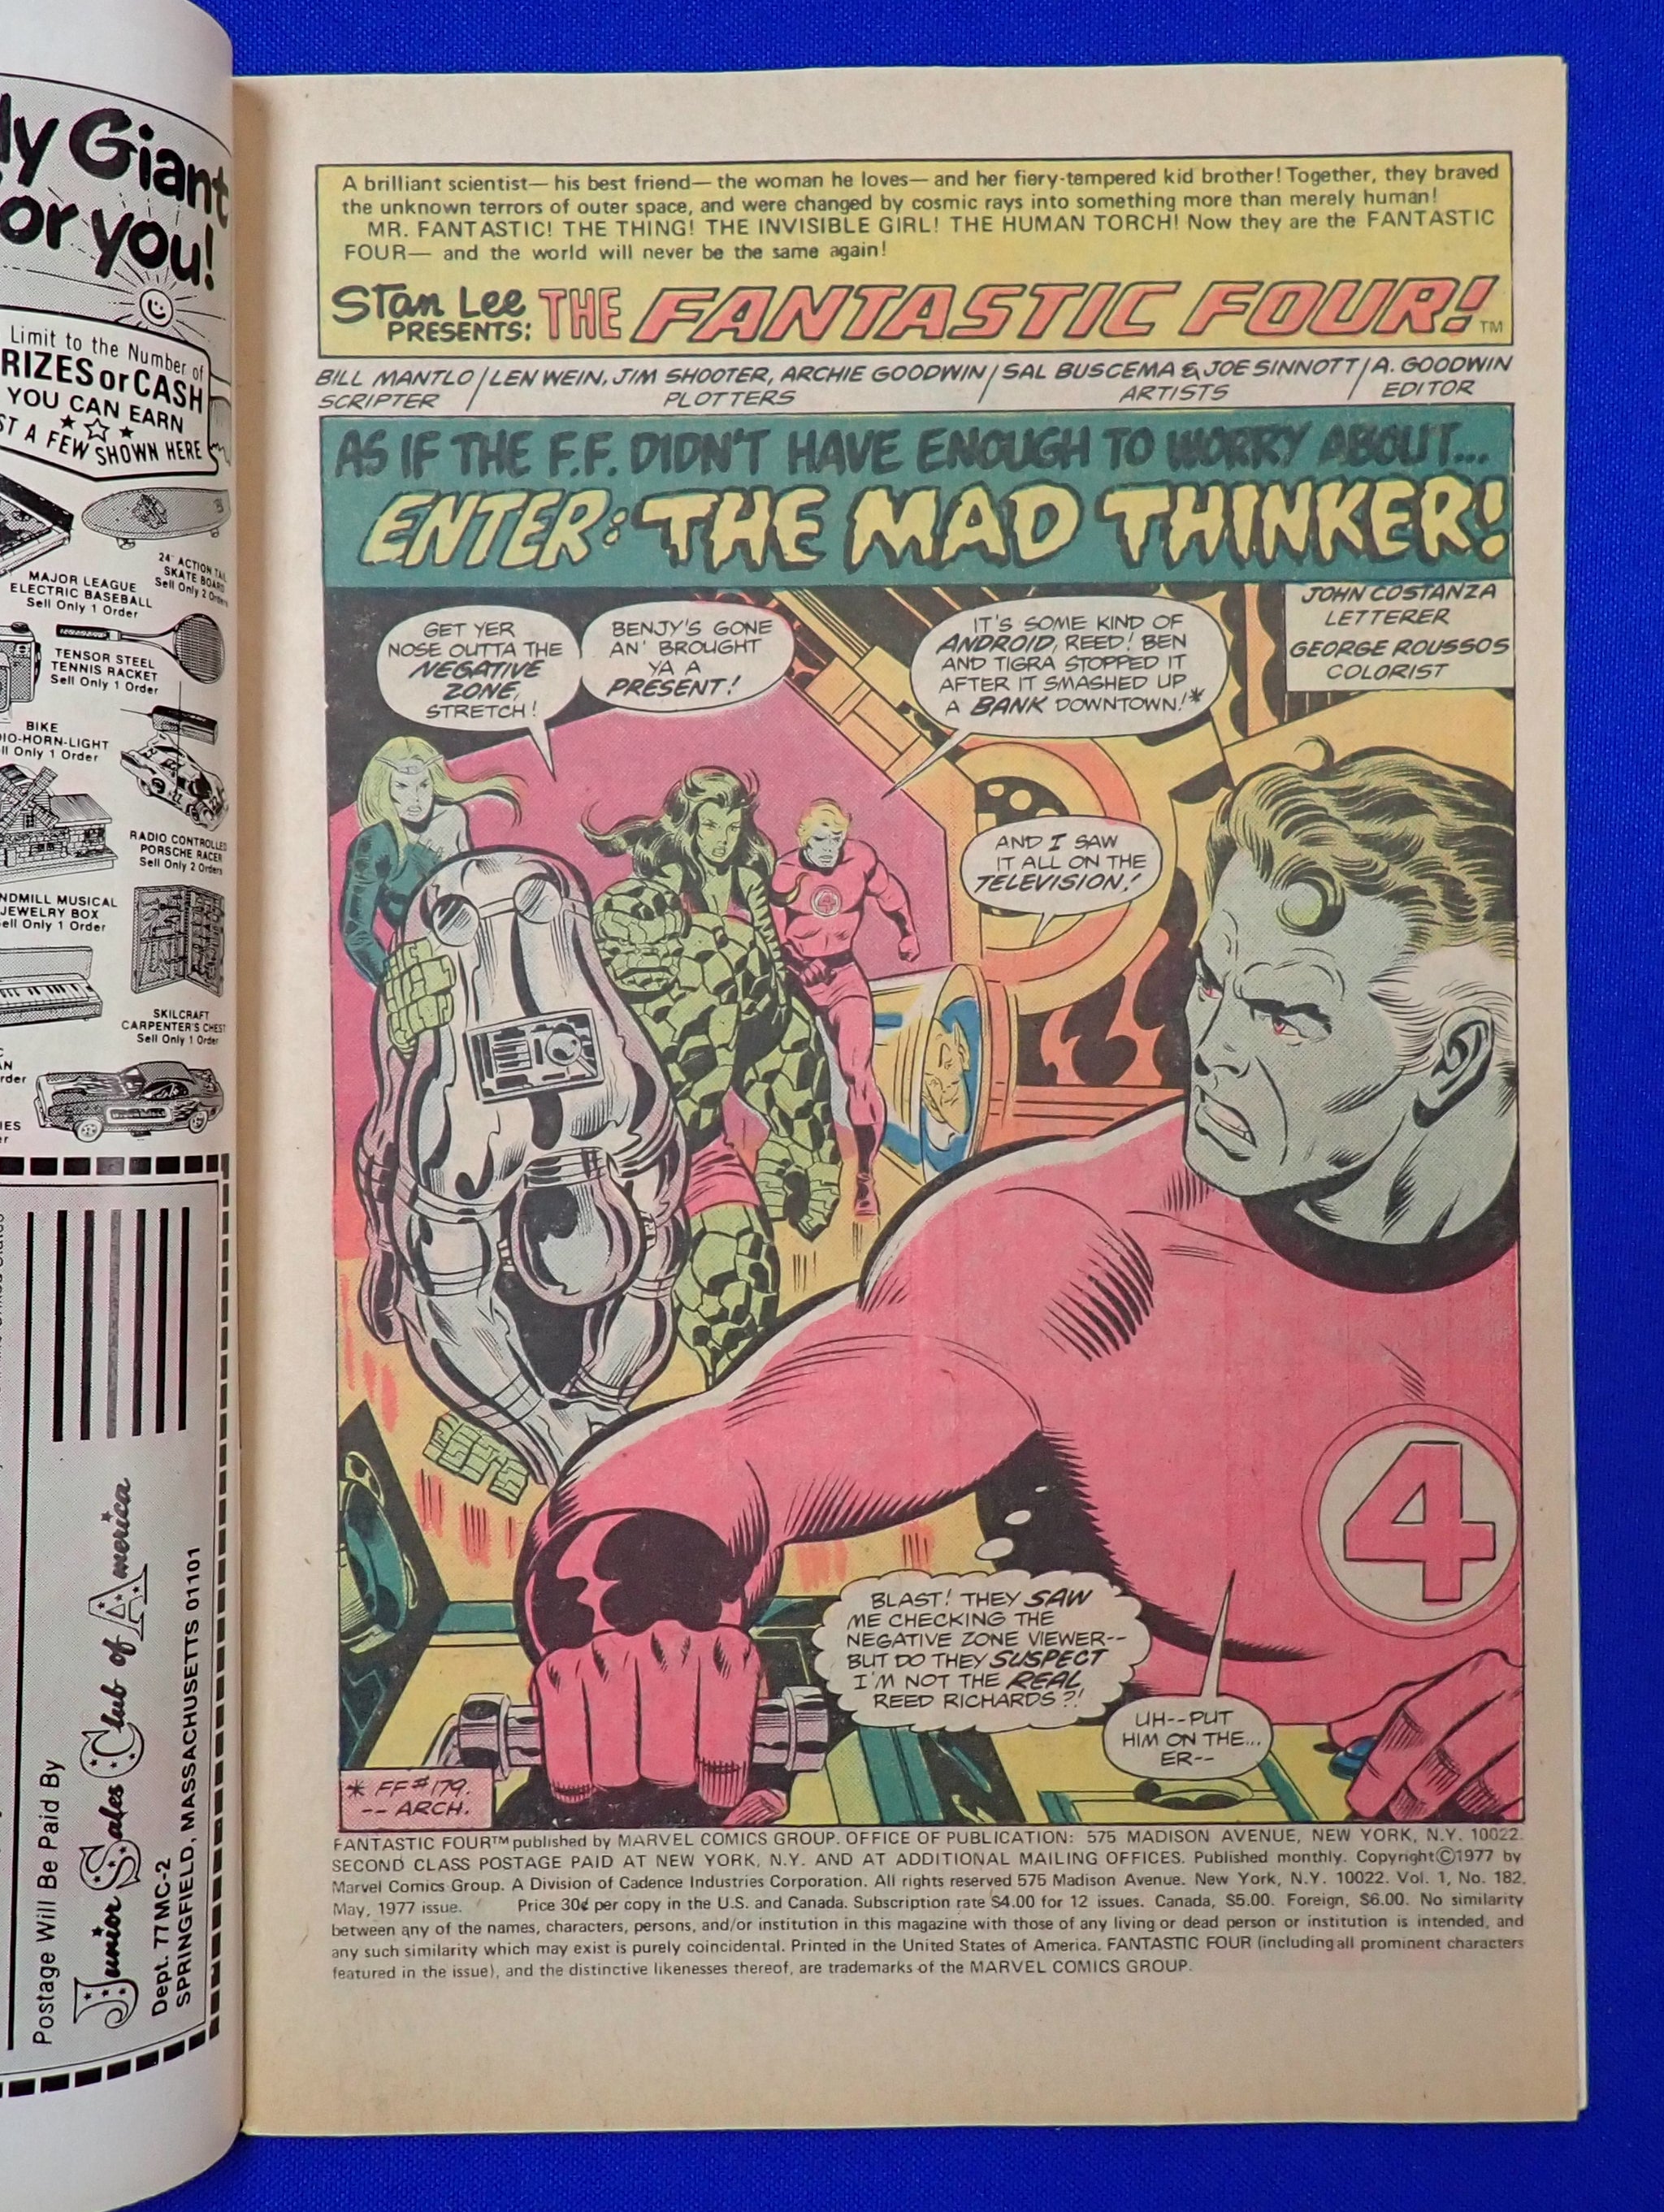 ly Giant
or you!
Limit to the Number of
RIZES or CASH
YOU CAN EARN
ST A FEW SHOWN HERE
24" ACTION TAIL
SKATE BOARD
Sell Only 2 Orders
MAJOR LEAGUE
ELECTRIC BASEBALL
Sell Only 1 Order
TENSOR STEEL
TENNIS RACKET
Sell Only 1 Order
BIKE
IO-HORN-LIGHT
ll Only 1 Order
RADIO CONTROLLED
PORSCHE RACER
Sell Only 2 Orders
NDMILL MUSICAL
JEWELRY BOX
ell Only 1 Order
SKILCRAFT
CARPENTER'S CHEST
Sell Only 1 Order
Postage Will Be Paid By
Junior Sales Club of America
Dept. 77MC-2
SPRINGFIELD, MASSACHUSETTS 01101
A brilliant scientist— his best friend— the woman he loves— and her fiery-tempered kid brother! Together, they braved
the unknown terrors of outer space, and were changed by cosmic rays into something more than merely human!
MR. FANTASTIC! THE THING! THE INVISIBLE GIRL! THE HUMAN TORCH! Now they are the FANTASTIC
FOUR— and the world will never be the same again!
Stan Lee
PRESENTS: THE FANTASTIC FOUR! TM
BILL MANTLO / LEN WEIN, JIM SHOOTER, ARCHIE GOODWIN / SAL BUSCEMA & JOE SINNOTT / A. GOODWIN
SCRIPTER PLOTTERS ARTISTS EDITOR
AS IF THE F.F. DIDN'T HAVE ENOUGH TO WORRY ABOUT...
ENTER: THE MAD THINKER!
JOHN COSTANZA
LETTERER
GEORGE ROUSSOS
COLORIST
GET YER
NOSE OUTTA THE
NEGATIVE
ZONE,
STRETCH!
BENJY'S GONE
AN' BROUGHT
YA A
PRESENT!
IT'S SOME KIND OF
ANDROID, REED! BEN
AND TIGRA STOPPED IT
AFTER IT SMASHED UP
A BANK DOWNTOWN!*
AND I SAW
IT ALL ON THE
TELEVISION!
4
BLAST! THEY SAW
ME CHECKING THE
NEGATIVE ZONE VIEWER--
BUT DO THEY SUSPECT
I'M NOT THE REAL
REED RICHARDS?!
UH--PUT
HIM ON THE...
ER--
* FF #179.
-- ARCH.
FANTASTIC FOUR™ published by MARVEL COMICS GROUP. OFFICE OF PUBLICATION: 575 MADISON AVENUE, NEW YORK, N.Y. 10022.
SECOND CLASS POSTAGE PAID AT NEW YORK, N.Y. AND AT ADDITIONAL MAILING OFFICES. Published monthly. Copyright ©1977 by
Marvel Comics Group. A Division of Cadence Industries Corporation. All rights reserved 575 Madison Avenue. New York, N.Y. 10022. Vol. 1, No. 182,
May, 1977 issue. Price 30¢ per copy in the U.S. and Canada. Subscription rate $4.00 for 12 issues. Canada, $5.00. Foreign, $6.00. No similarity
between any of the names, characters, persons, and/or institution in this magazine with those of any living or dead person or institution is intended, and
any such similarity which may exist is purely coincidental. Printed in the United States of America. FANTASTIC FOUR (including all prominent characters
featured in the issue), and the distinctive likenesses thereof, are trademarks of the MARVEL COMICS GROUP.